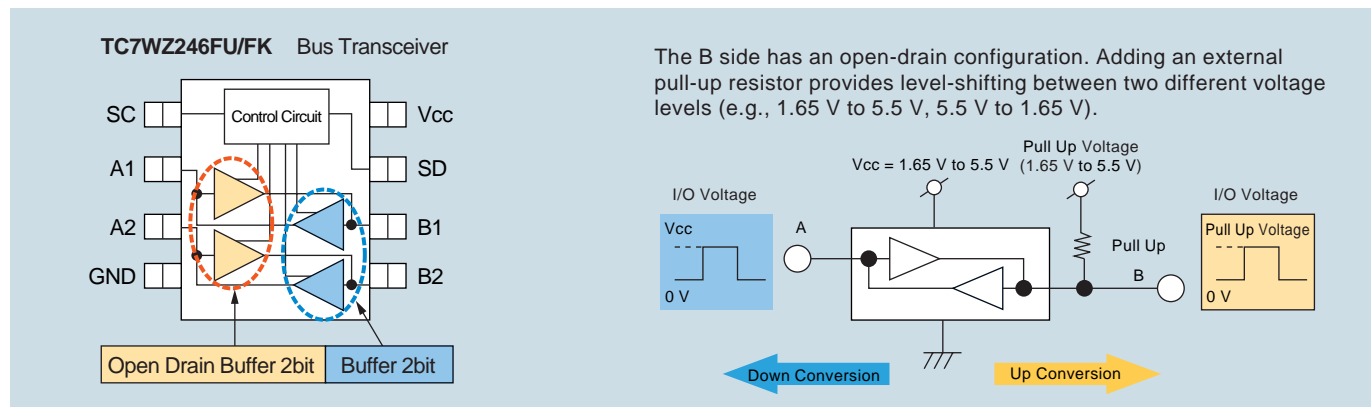 TC7WZ246FU/FK Bus Transceiver
SC
Control Circuit
Vcc
A1
SD
A2
B1
GND
B2
Open Drain Buffer 2bit
Buffer 2bit
The B side has an open-drain configuration. Adding an external
pull-up resistor provides level-shifting between two different voltage
levels (e.g., 1.65 V to 5.5 V, 5.5 V to 1.65 V).
Pull Up Voltage
Vcc = 1.65 V to 5.5 V
(1.65 V to 5.5 V)
I/O Voltage
I/O Voltage
Vcc
0 V
A
Pull Up
B
Pull Up Voltage
0 V
Down Conversion
Up Conversion